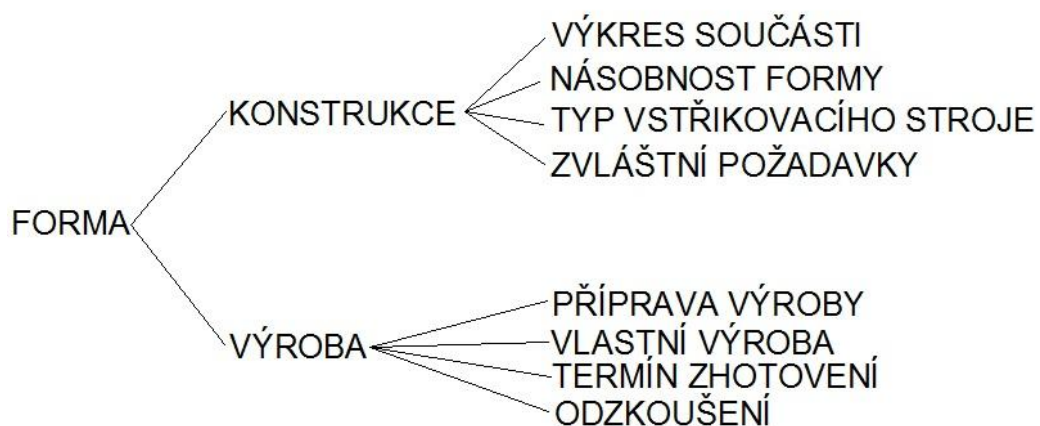 VÝKRES SOUČÁSTI
NÁSOBNOST FORMY
KONSTRUKCE
TYP VSTŘIKOVACÍHO STROJE
ZVLÁŠTNÍ POŽADAVKY
FORMA
PŘÍPRAVA VÝROBY
VÝROBA
VLASTNÍ VÝROBA
TERMÍN ZHOTOVENÍ
ODZKOUŠENÍ